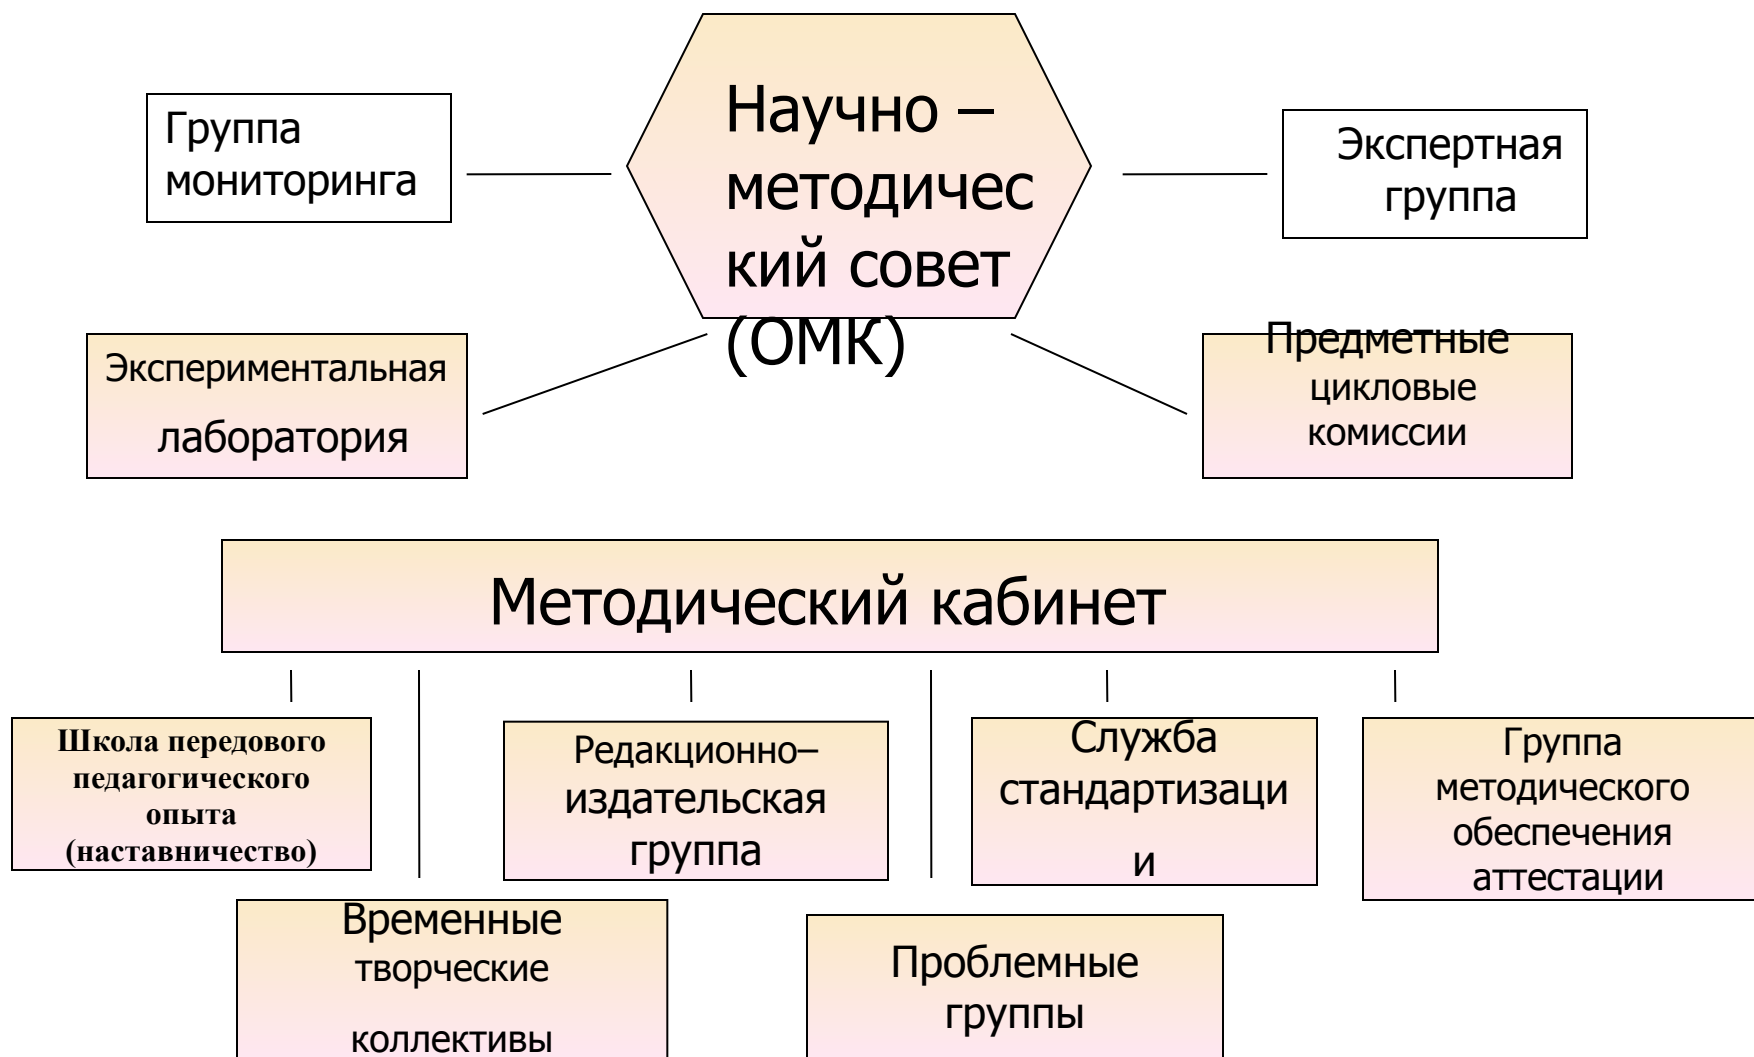 Научно –
методичес
кий совет
(ОМК)
Группа
мониторинга
Экспертная
группа
Экспериментальная
лаборатория
Предметные
цикловые
комиссии
Методический кабинет
Школа передового
педагогического
опыта
(наставничество)
Редакционно–
издательская
группа
Служба
стандартизаци
и
Группа
методического
обеспечения
аттестации
Временные
творческие
коллективы
Проблемные
группы